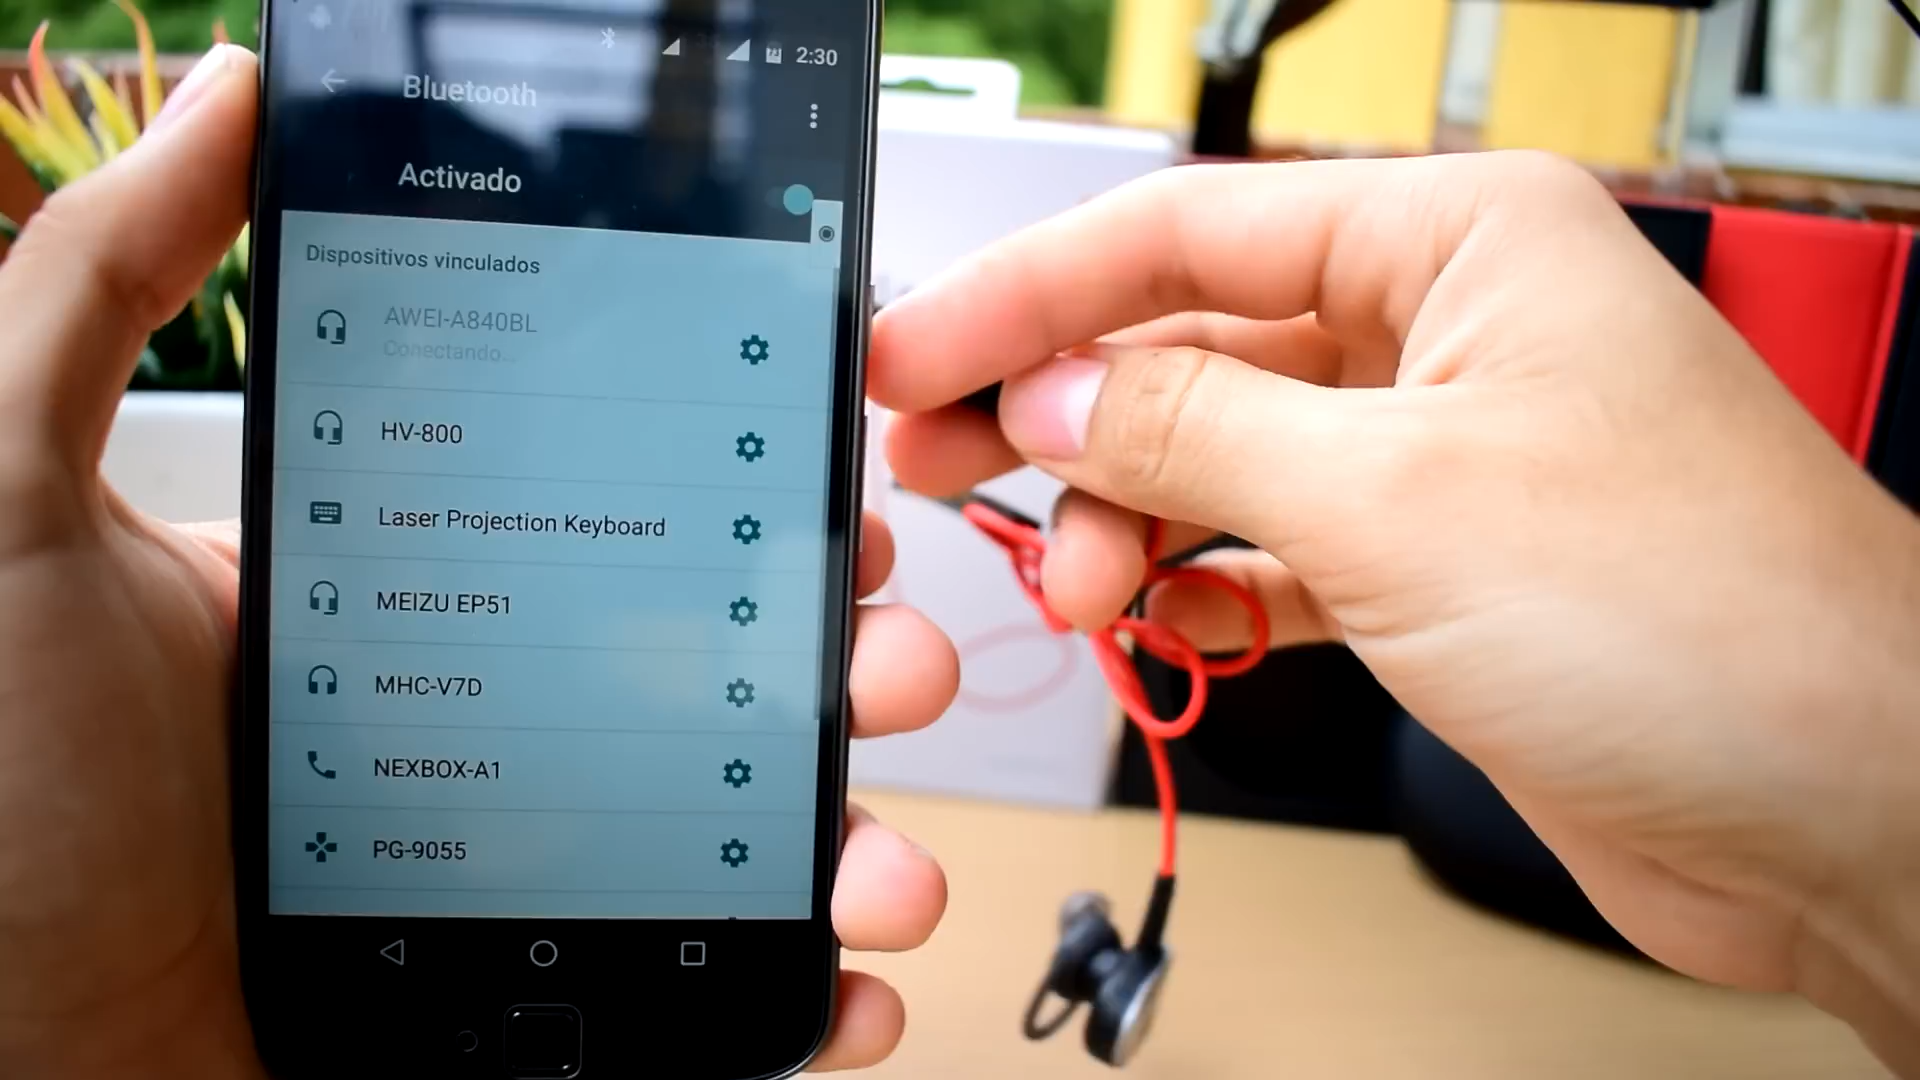 2:30
Bluetooth
Activado
Dispositivos vinculados
AWEI-A840BL
Conectando...
HV-800
Laser Projection Keyboard
MEIZU EP51
MHC-V7D
NEXBOX-A1
PG-9055